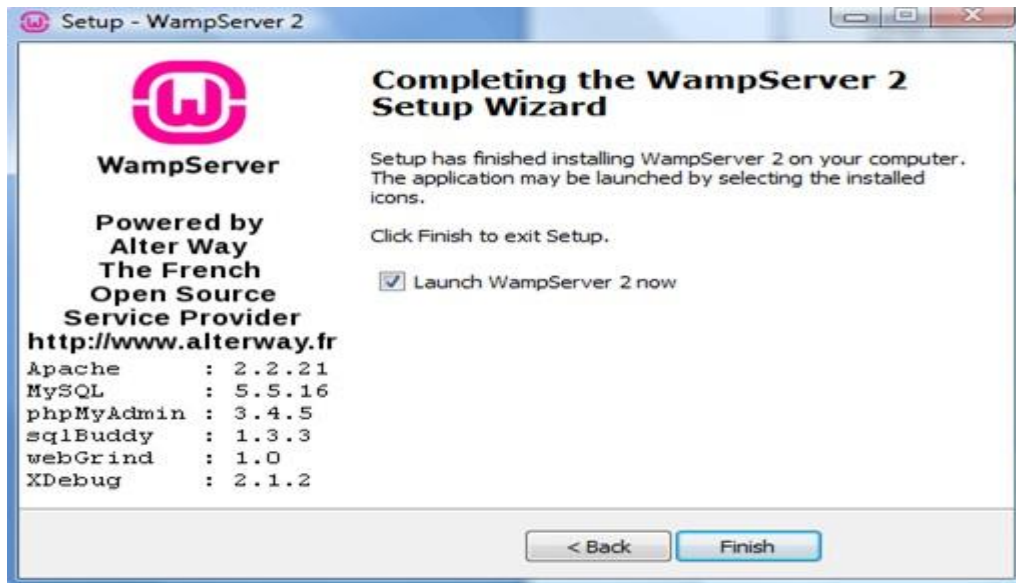 Setup - WampServer 2
WampServer
Powered by
Alter Way
The French
Open Source
Service Provider
http://www.alterway.fr
Apache : 2.2.21
MySQL : 5.5.16
phpMyAdmin : 3.4.5
sqlBuddy : 1.3.3
webGrind : 1.0
XDebug : 2.1.2
Completing the WampServer 2
Setup Wizard
Setup has finished installing WampServer 2 on your computer.
The application may be launched by selecting the installed
icons.
Click Finish to exit Setup.
Launch WampServer 2 now
< Back
Finish